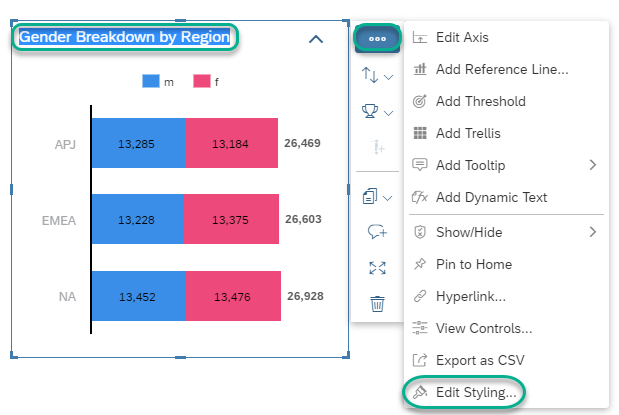 Gender Breakdown by Region
m f
APJ 13,285 13,184 26,469
EMEA 13,228 13,375 26,603
NA 13,452 13,476 26,928
Edit Axis
Add Reference Line...
Add Threshold
Add Trellis
Add Tooltip
Add Dynamic Text
Show/Hide
Pin to Home
Hyperlink...
View Controls...
Export as CSV
Edit Styling...